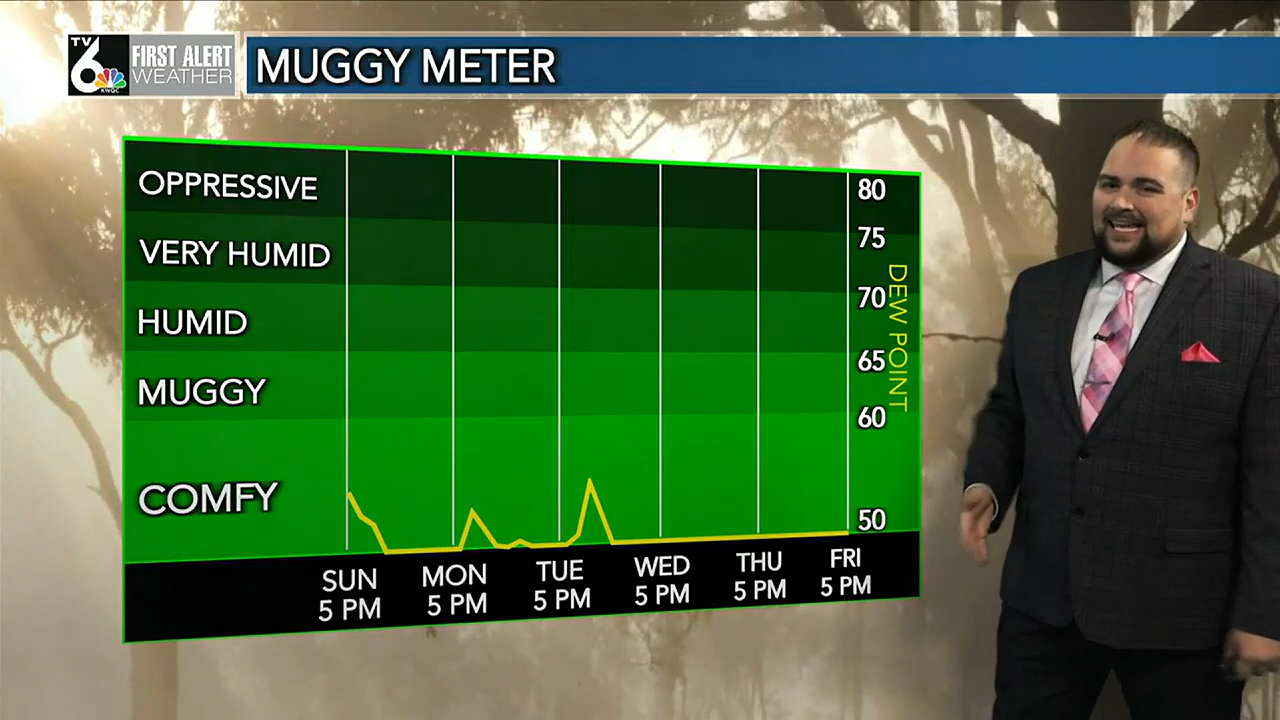 TV
6
KWQC
FIRST ALERT
WEATHER
MUGGY METER
OPPRESSIVE
VERY HUMID
HUMID
MUGGY
COMFY
80
75
70
65
60
50
DEW POINT
SUN
5 PM
MON
5 PM
TUE
5 PM
WED
5 PM
THU
5 PM
FRI
5 PM